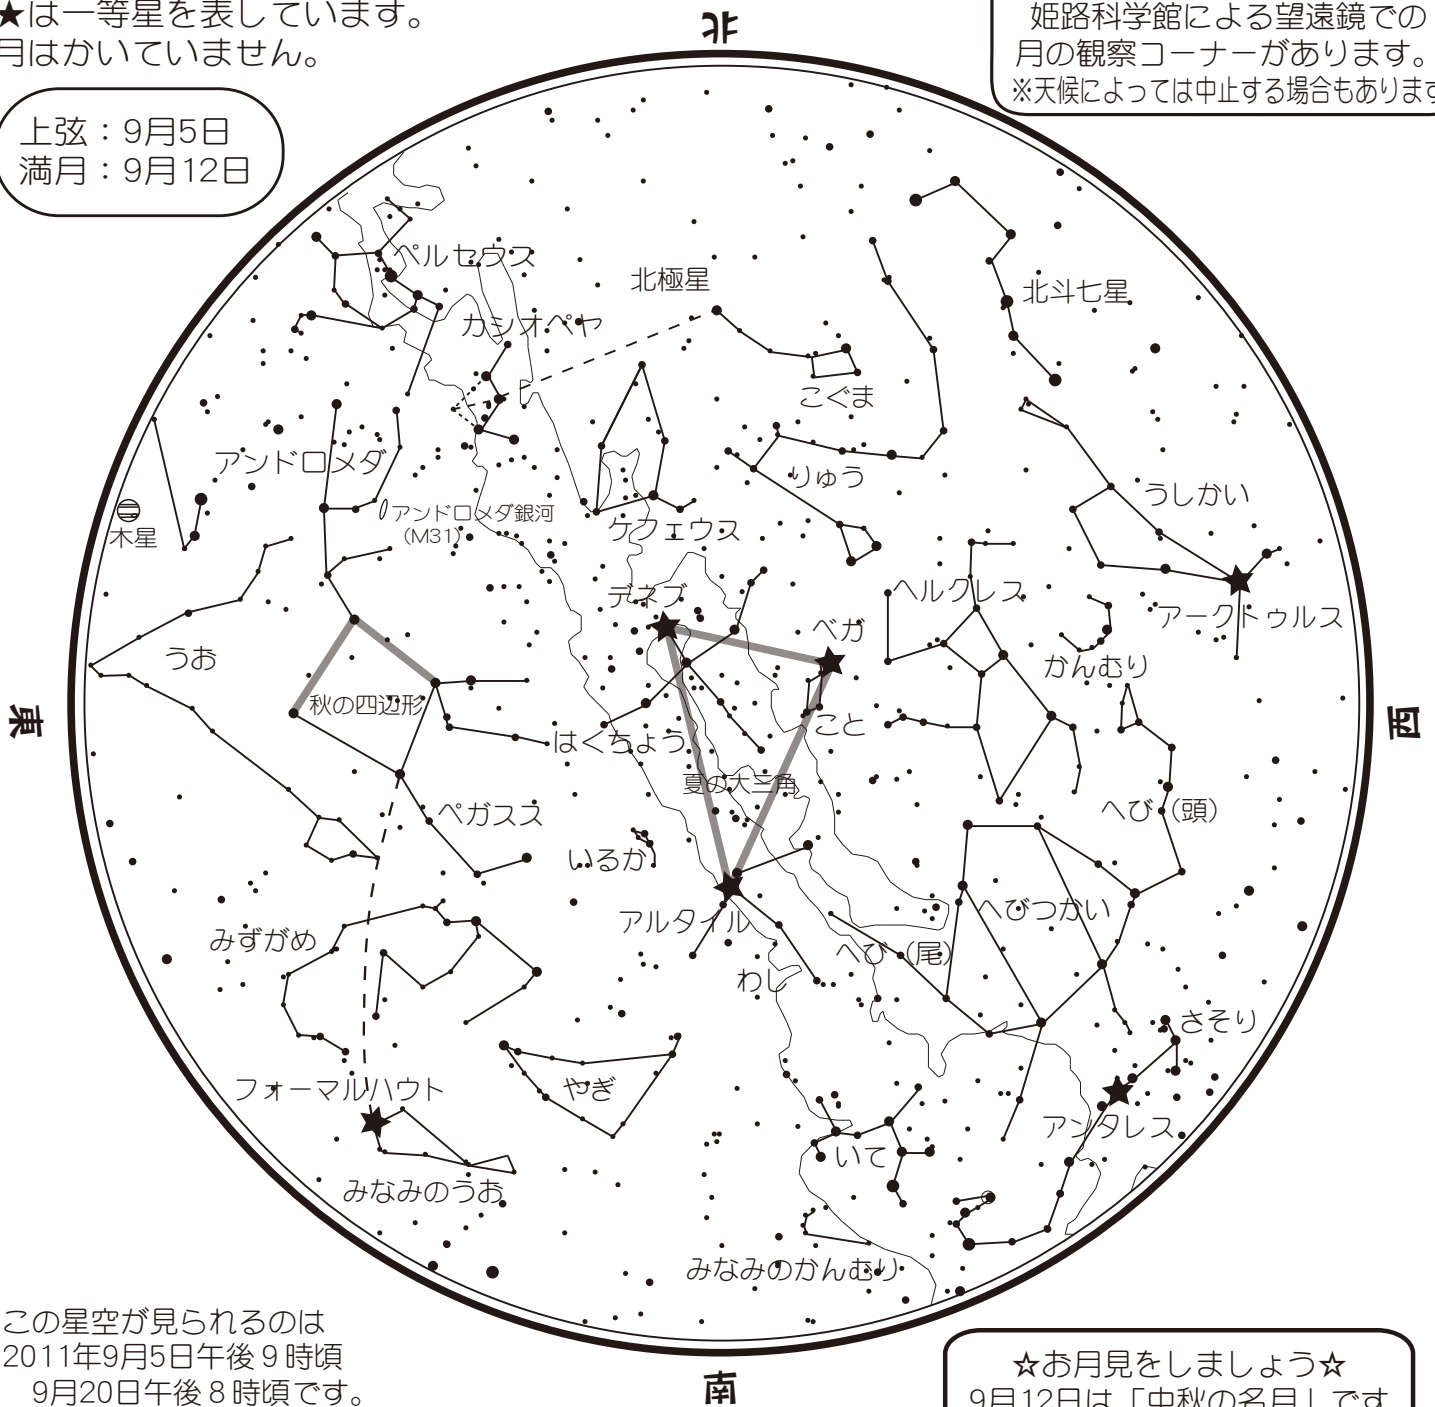 ★は一等星を表しています。
月はかいていません。
上弦：9月5日
満月：9月12日
北
姫路科学館による望遠鏡での
月の観察コーナーがあります。
※天候によっては中止する場合もあります
ペルセウス
北極星
北斗七星
カシオペヤ
こぐま
アンドロメダ
りゅう
うしかい
アンドロメダ銀河
（M31）
木星
ケフェウス
デネブ
ヘルクレス
アークトゥルス
ベガ
うお
かんむり
秋の四辺形
東
西
こと
はくちょう
夏の大三角
ペガスス
へび（頭）
いるか
アルタイル
へびつかい
みずがめ
へび（尾）
わし
さそり
フォーマルハウト
やぎ
アンタレス
いて
みなみのうお
みなみのかんむり
この星空が見られるのは
2011年9月5日午後９時頃
9月20日午後８時頃です。
南
☆お月見をしましょう☆
9月12日は「中秋の名月」です